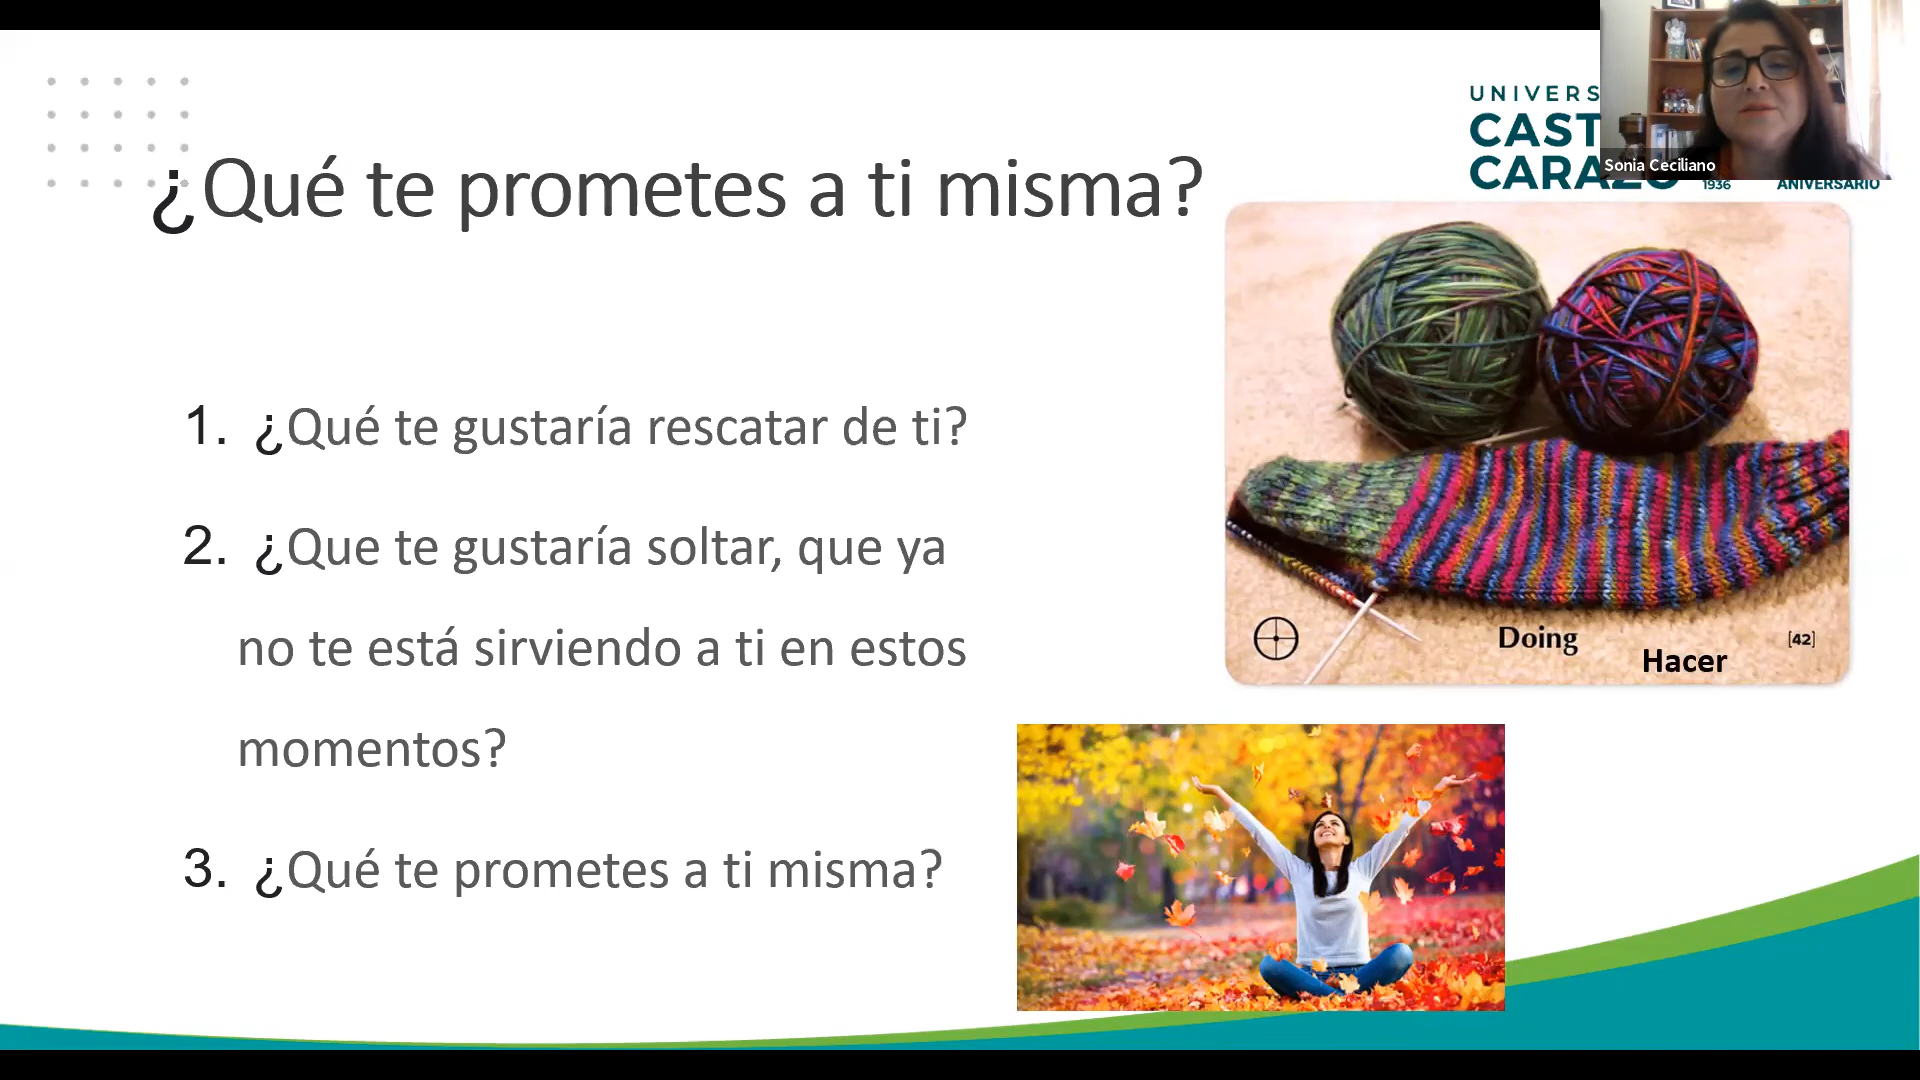 UNIVERS
CAST
CARAZO
1936
ANIVERSARIO
Sonia Ceciliano
¿Qué te prometes a ti misma?
1. ¿Qué te gustaría rescatar de ti?
2. ¿Que te gustaría soltar, que ya
no te está sirviendo a ti en estos
momentos?
3. ¿Qué te prometes a ti misma?
Doing
[42]
Hacer